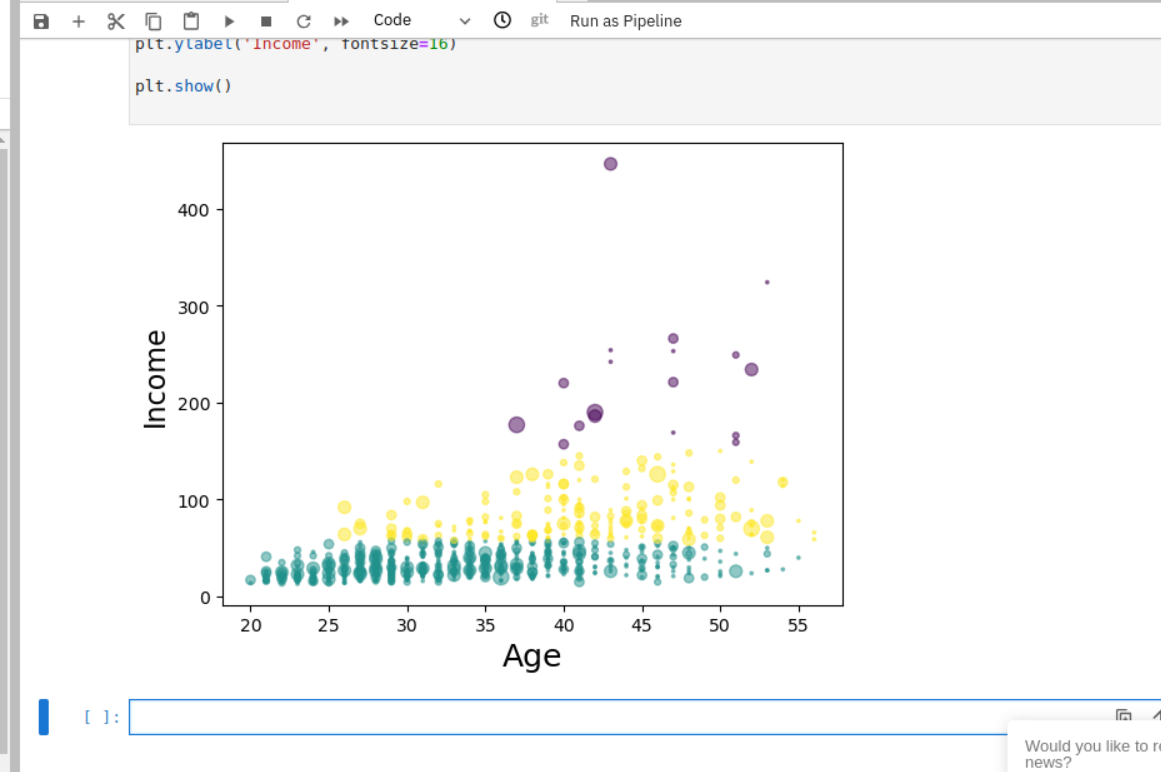 Code git Run as Pipeline
plt.ylabel('Income', fontsize=16)
plt.show()
400
300
200
100
0
Income
20 25 30 35 40 45 50 55
Age
[ ]:
Would you like to re
news?